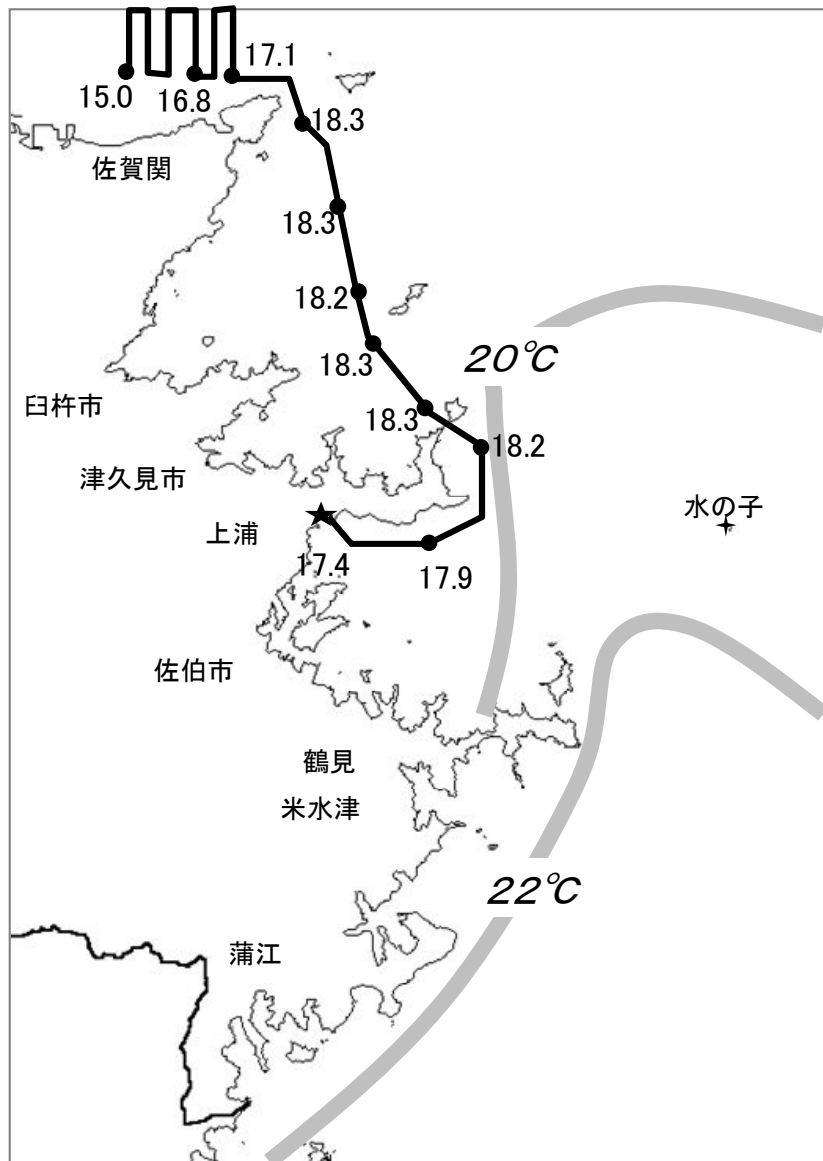 17.1
15.0
16.8
18.3
佐賀関
18.3
18.2
18.3
20℃
臼杵市
18.3
18.2
津久見市
水の子
上浦
17.4
17.9
佐伯市
鶴見
米水津
22℃
蒲江